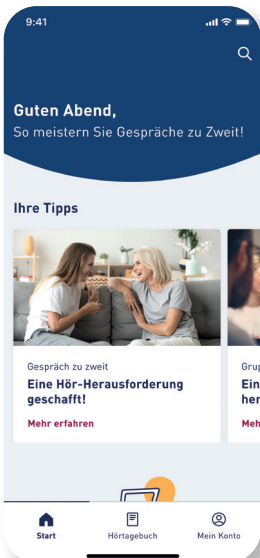 9:41
Guten Abend,
So meistern Sie Gespräche zu Zweit!
Ihre Tipps
Gespräch zu zweit
Eine Hör-Herausforderung
geschafft!
Mehr erfahren
Start
Hörtagebuch
Mein Konto